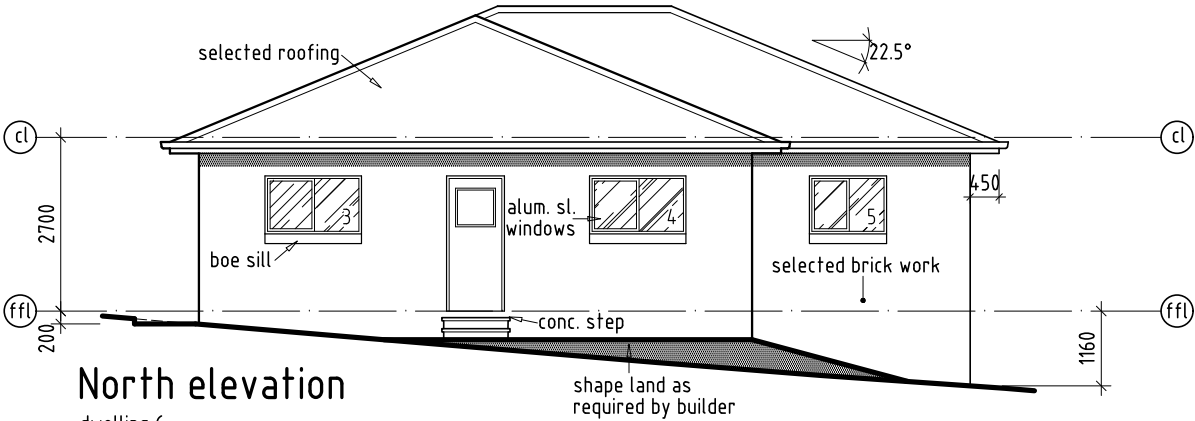 selected roofing
22.5°
cl
cl
450
2700
3
alum. sl.
windows
4
5
boe sill
selected brick work
ffl
ffl
200
conc. step
1160
North elevation
shape land as
required by builder